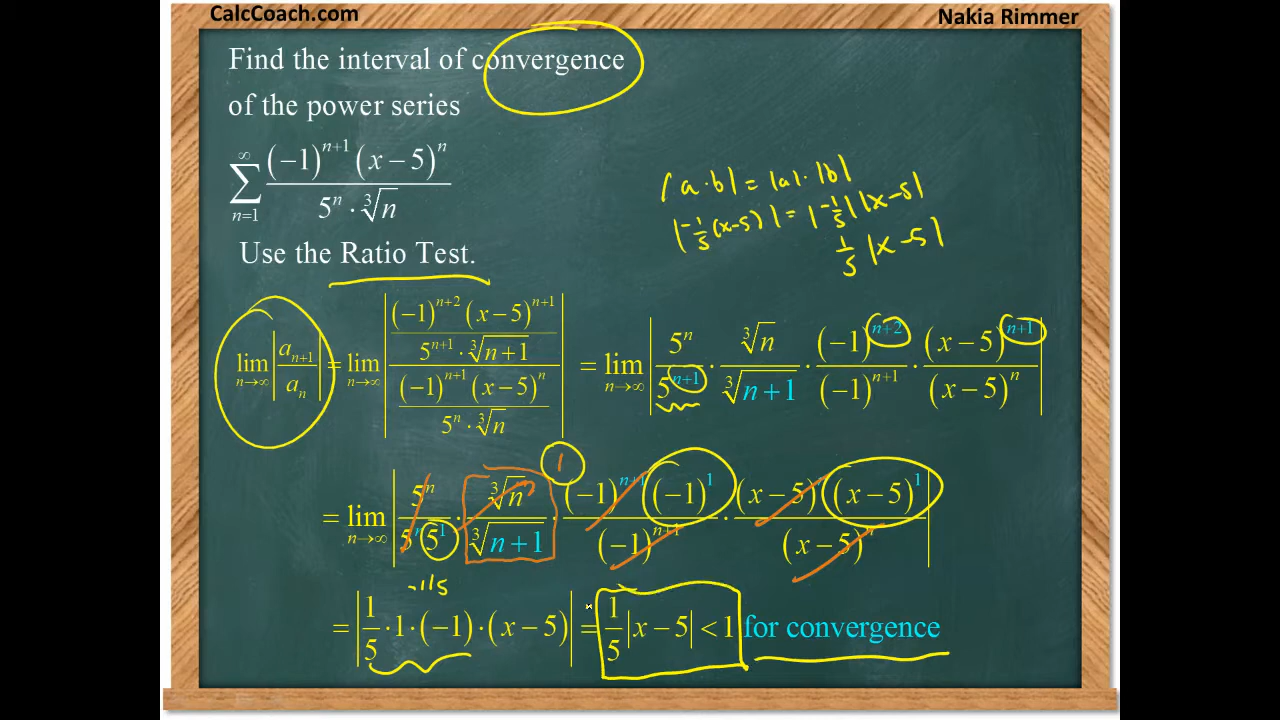 CalcCoach.com
Nakia Rimmer
Find the interval of convergence
of the power series
∑_{n=1}^{∞} ((−1)^{n+1} (x−5)^n) / (5^n · ∛n)
|a·b| = |a|·|b|
|−1/5 (x−5)| = |−1/5| |x−5|
1/5 |x−5|
Use the Ratio Test.
lim_{n→∞} |a_{n+1} / a_n| = lim_{n→∞} | ( ((−1)^{n+2} (x−5)^{n+1}) / (5^{n+1} · ∛(n+1)) ) / ( ((−1)^{n+1} (x−5)^n) / (5^n · ∛n) ) | = lim_{n→∞} | 5^n / 5^{n+1} · ∛n / ∛(n+1) · (−1)^{n+2} / (−1)^{n+1} · (x−5)^{n+1} / (x−5)^n |
1
= lim_{n→∞} | 5^n / (5^n 5^1) · ∛n / ∛(n+1) · ((−1)^{n+1} (−1)^1) / (−1)^{n+1} · ((x−5)^n (x−5)^1) / (x−5)^n |
-1/5
= | 1/5 · 1 · (−1) · (x−5) | = 1/5 |x−5| < 1 for convergence